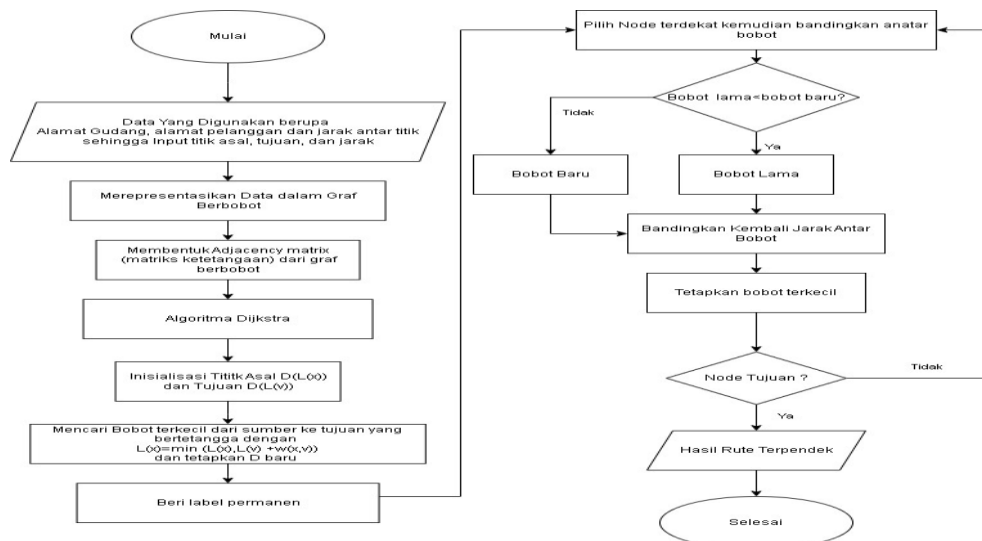 Mulai
Data Yang Digunakan berupa
Alamat Gudang, alamat pelanggan dan jarak antar titik
sehingga Input titik asal, tujuan, dan jarak
Merepresentasikan Data dalam Graf
Berbobot
Membentuk Adjacency matrix
(matriks ketetangaan) dari graf
berbobot
Algoritma Dijkstra
Inisialisasi Tititk Asal D(L(x))
dan Tujuan D(L(v))
Mencari Bobot terkecil dari sumber ke tujuan yang
bertetangga dengan
L(x)=min (L(x),L(v) +w(x,v))
dan tetapkan D baru
Beri label permanen
Pilih Node terdekat kemudian bandingkan anatar
bobot
Bobot lama<bobot baru?
Tidak
Ya
Bobot Baru
Bobot Lama
Bandingkan Kembali Jarak Antar
Bobot
Tetapkan bobot terkecil
Node Tujuan ?
Tidak
Ya
Hasil Rute Terpendek
Selesai